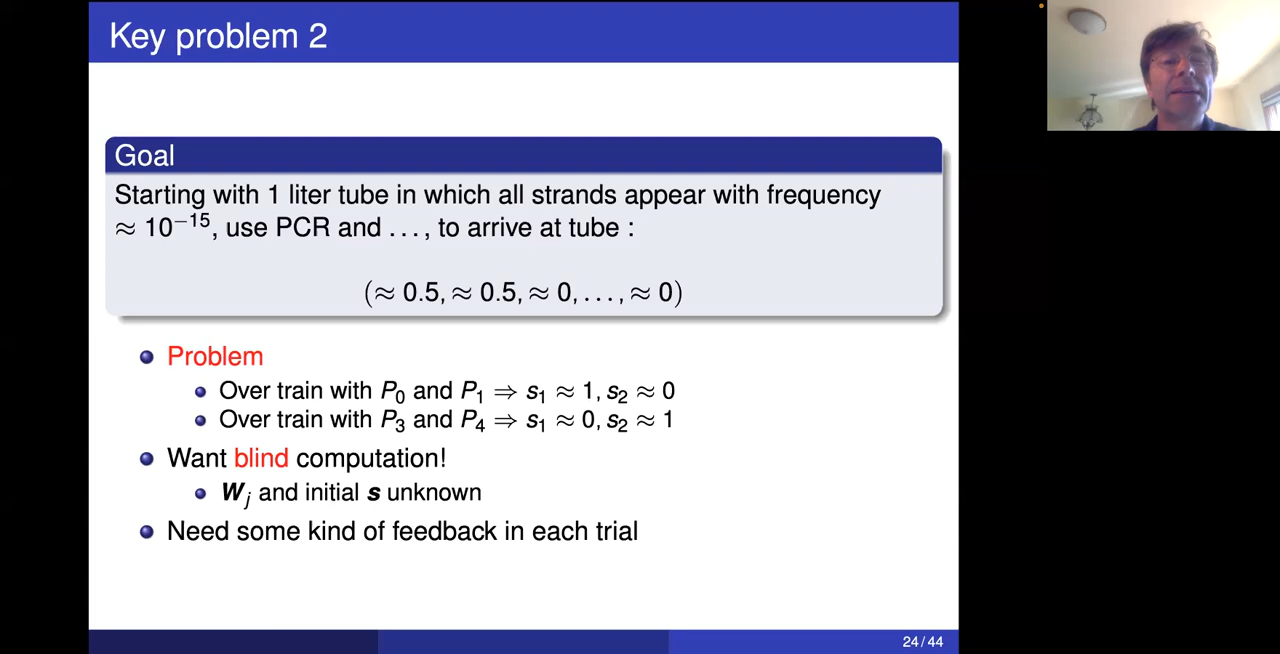 Key problem 2
Goal
Starting with 1 liter tube in which all strands appear with frequency
≈ 10⁻¹⁵, use PCR and . . . , to arrive at tube :
(≈ 0.5, ≈ 0.5, ≈ 0, . . . , ≈ 0)
Problem
Over train with P₀ and P₁ ⇒ s₁ ≈ 1, s₂ ≈ 0
Over train with P₃ and P₄ ⇒ s₁ ≈ 0, s₂ ≈ 1
Want blind computation!
Wⱼ and initial s unknown
Need some kind of feedback in each trial
24 / 44